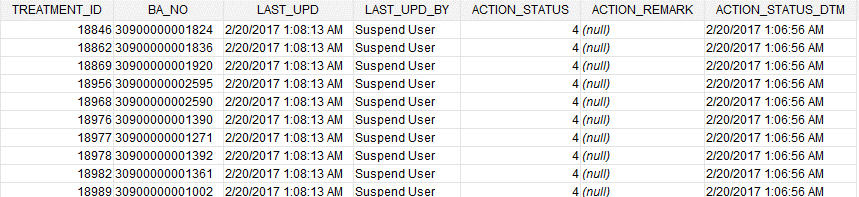 TREATMENT_ID BA_NO LAST_UPD LAST_UPD_BY ACTION_STATUS ACTION_REMARK ACTION_STATUS_DTM
18846 30900000001824 2/20/2017 1:08:13 AM Suspend User 4 (null) 2/20/2017 1:06:56 AM
18862 30900000001836 2/20/2017 1:08:13 AM Suspend User 4 (null) 2/20/2017 1:06:56 AM
18869 30900000001920 2/20/2017 1:08:13 AM Suspend User 4 (null) 2/20/2017 1:06:56 AM
18956 30900000002595 2/20/2017 1:08:13 AM Suspend User 4 (null) 2/20/2017 1:06:56 AM
18968 30900000002590 2/20/2017 1:08:13 AM Suspend User 4 (null) 2/20/2017 1:06:56 AM
18976 30900000001390 2/20/2017 1:08:13 AM Suspend User 4 (null) 2/20/2017 1:06:56 AM
18977 30900000001271 2/20/2017 1:08:13 AM Suspend User 4 (null) 2/20/2017 1:06:56 AM
18978 30900000001392 2/20/2017 1:08:13 AM Suspend User 4 (null) 2/20/2017 1:06:56 AM
18982 30900000001361 2/20/2017 1:08:13 AM Suspend User 4 (null) 2/20/2017 1:06:56 AM
18989 30900000001002 2/20/2017 1:08:13 AM Suspend User 4 (null) 2/20/2017 1:06:56 AM